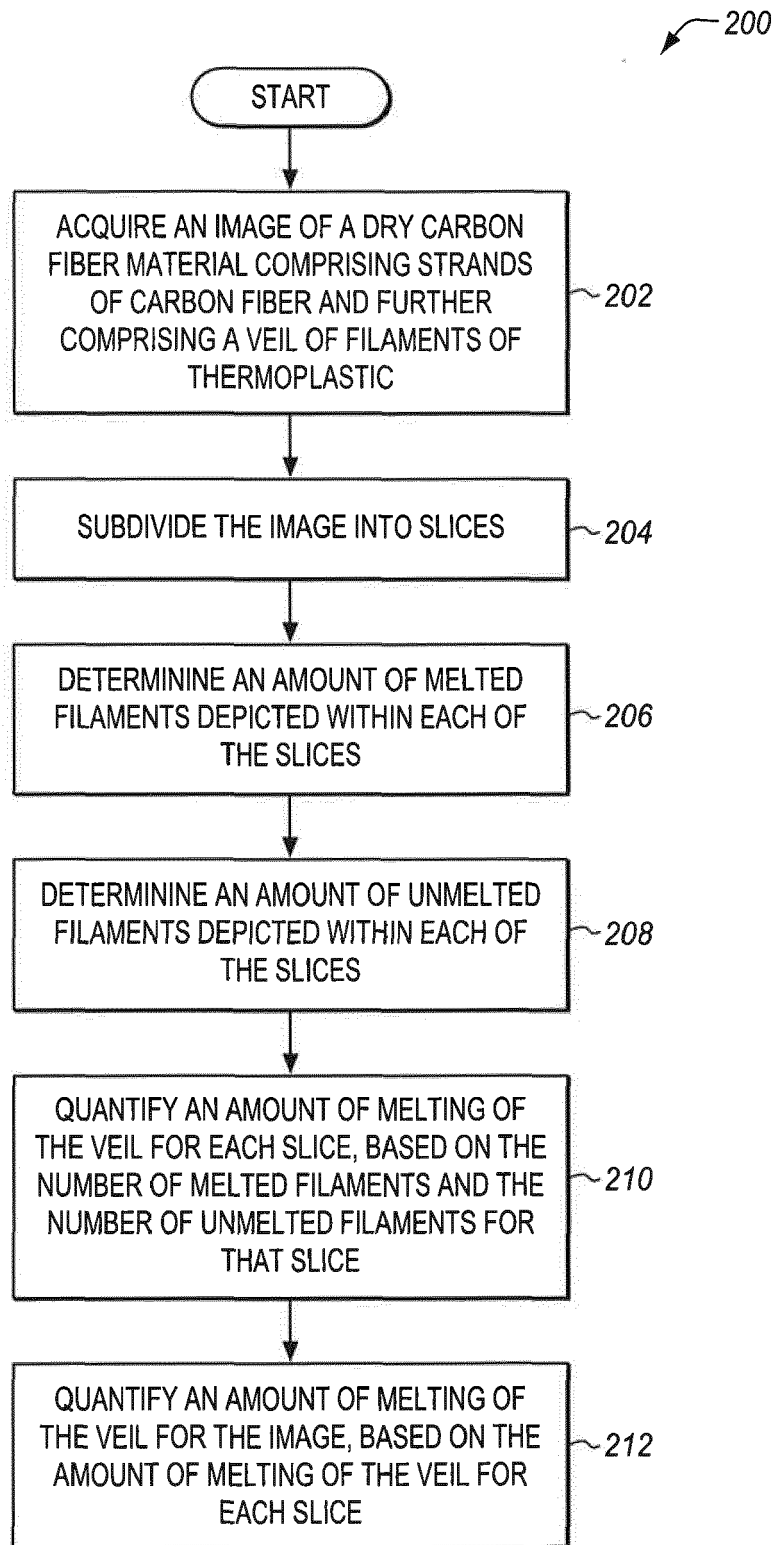 200
START
ACQUIRE AN IMAGE OF A DRY CARBON
FIBER MATERIAL COMPRISING STRANDS
OF CARBON FIBER AND FURTHER
COMPRISING A VEIL OF FILAMENTS OF
THERMOPLASTIC
202
SUBDIVIDE THE IMAGE INTO SLICES
204
DETERMININE AN AMOUNT OF MELTED
FILAMENTS DEPICTED WITHIN EACH OF
THE SLICES
206
DETERMININE AN AMOUNT OF UNMELTED
FILAMENTS DEPICTED WITHIN EACH OF
THE SLICES
208
QUANTIFY AN AMOUNT OF MELTING OF
THE VEIL FOR EACH SLICE, BASED ON THE
NUMBER OF MELTED FILAMENTS AND THE
NUMBER OF UNMELTED FILAMENTS FOR
THAT SLICE
210
QUANTIFY AN AMOUNT OF MELTING OF
THE VEIL FOR THE IMAGE, BASED ON THE
AMOUNT OF MELTING OF THE VEIL FOR
EACH SLICE
212